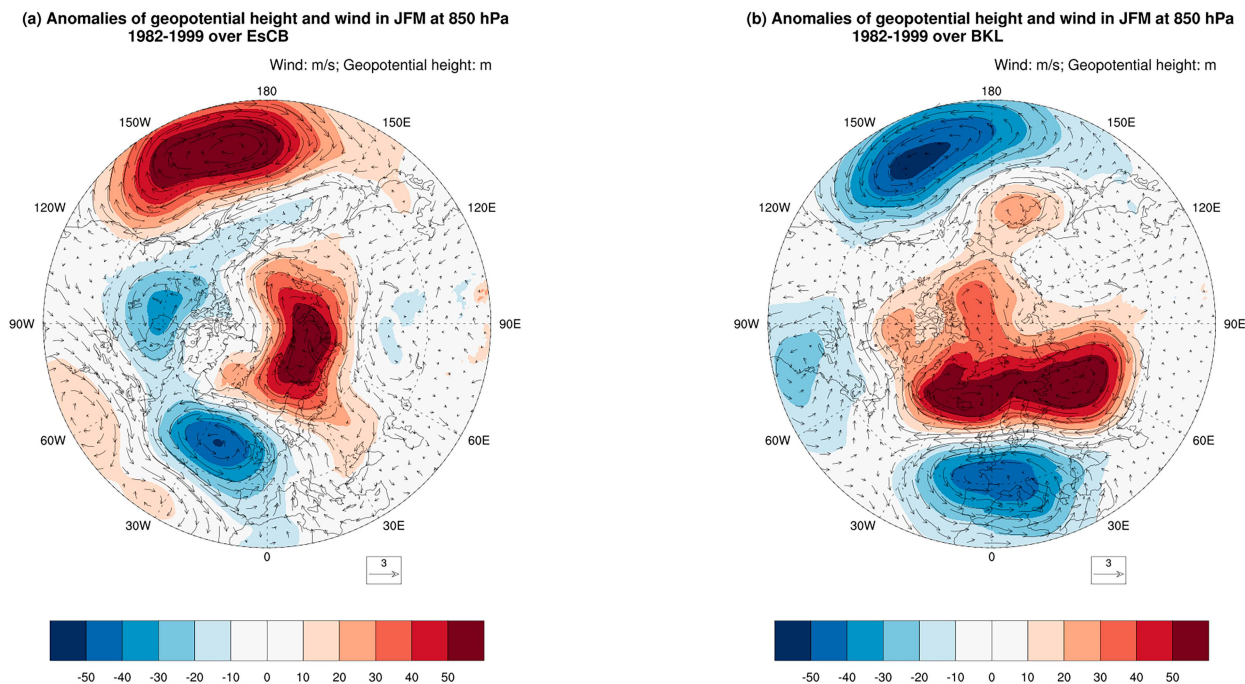 (a) Anomalies of geopotential height and wind in JFM at 850 hPa
1982-1999 over EsCB
Wind: m/s; Geopotential height: m
180
150W
150E
120W
120E
90W
90E
60W
60E
30W
30E
0
3
-50 -40 -30 -20 -10 0 10 20 30 40 50
(b) Anomalies of geopotential height and wind in JFM at 850 hPa
1982-1999 over BKL
Wind: m/s; Geopotential height: m
180
150W
150E
120W
120E
90W
90E
60W
60E
30W
30E
0
3
-50 -40 -30 -20 -10 0 10 20 30 40 50